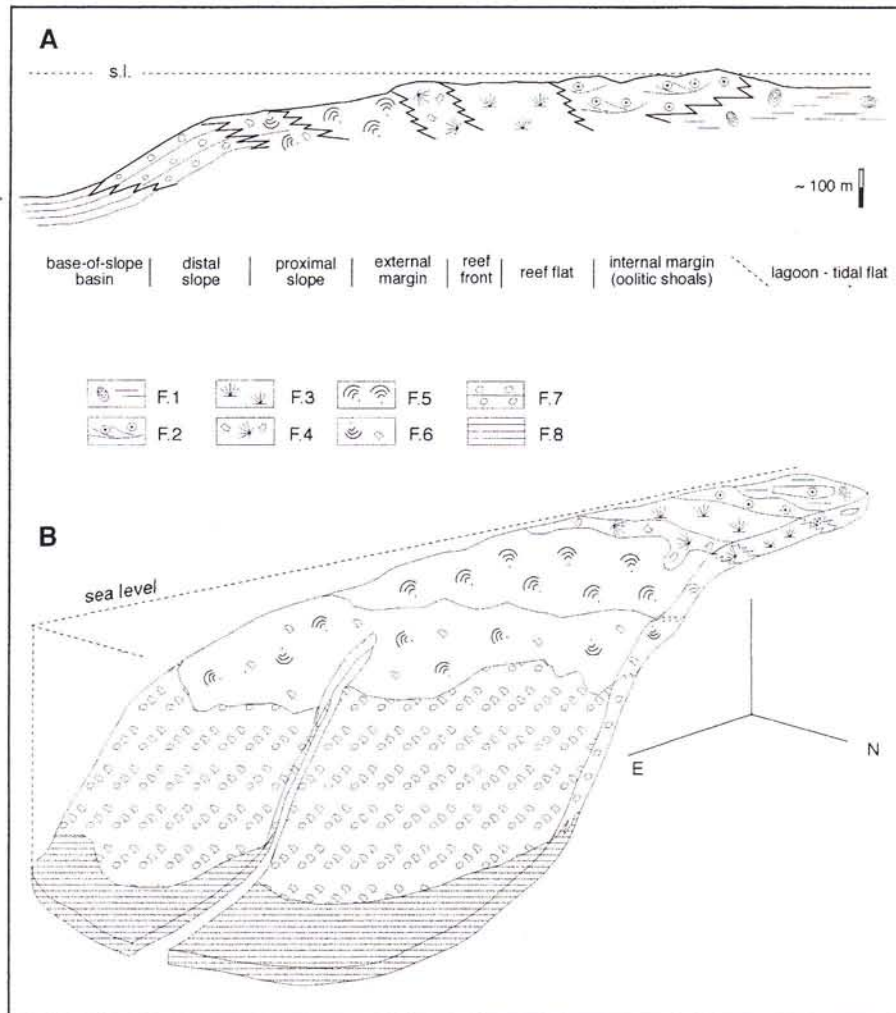 A
s.l.
~ 100 m
base-of-slope basin | distal slope | proximal slope | external margin | reef front | reef flat | internal margin (oolitic shoals) lagoon - tidal flat
F.1 F.3 F.5 F.7
F.2 F.4 F.6 F.8
B
sea level
E
N